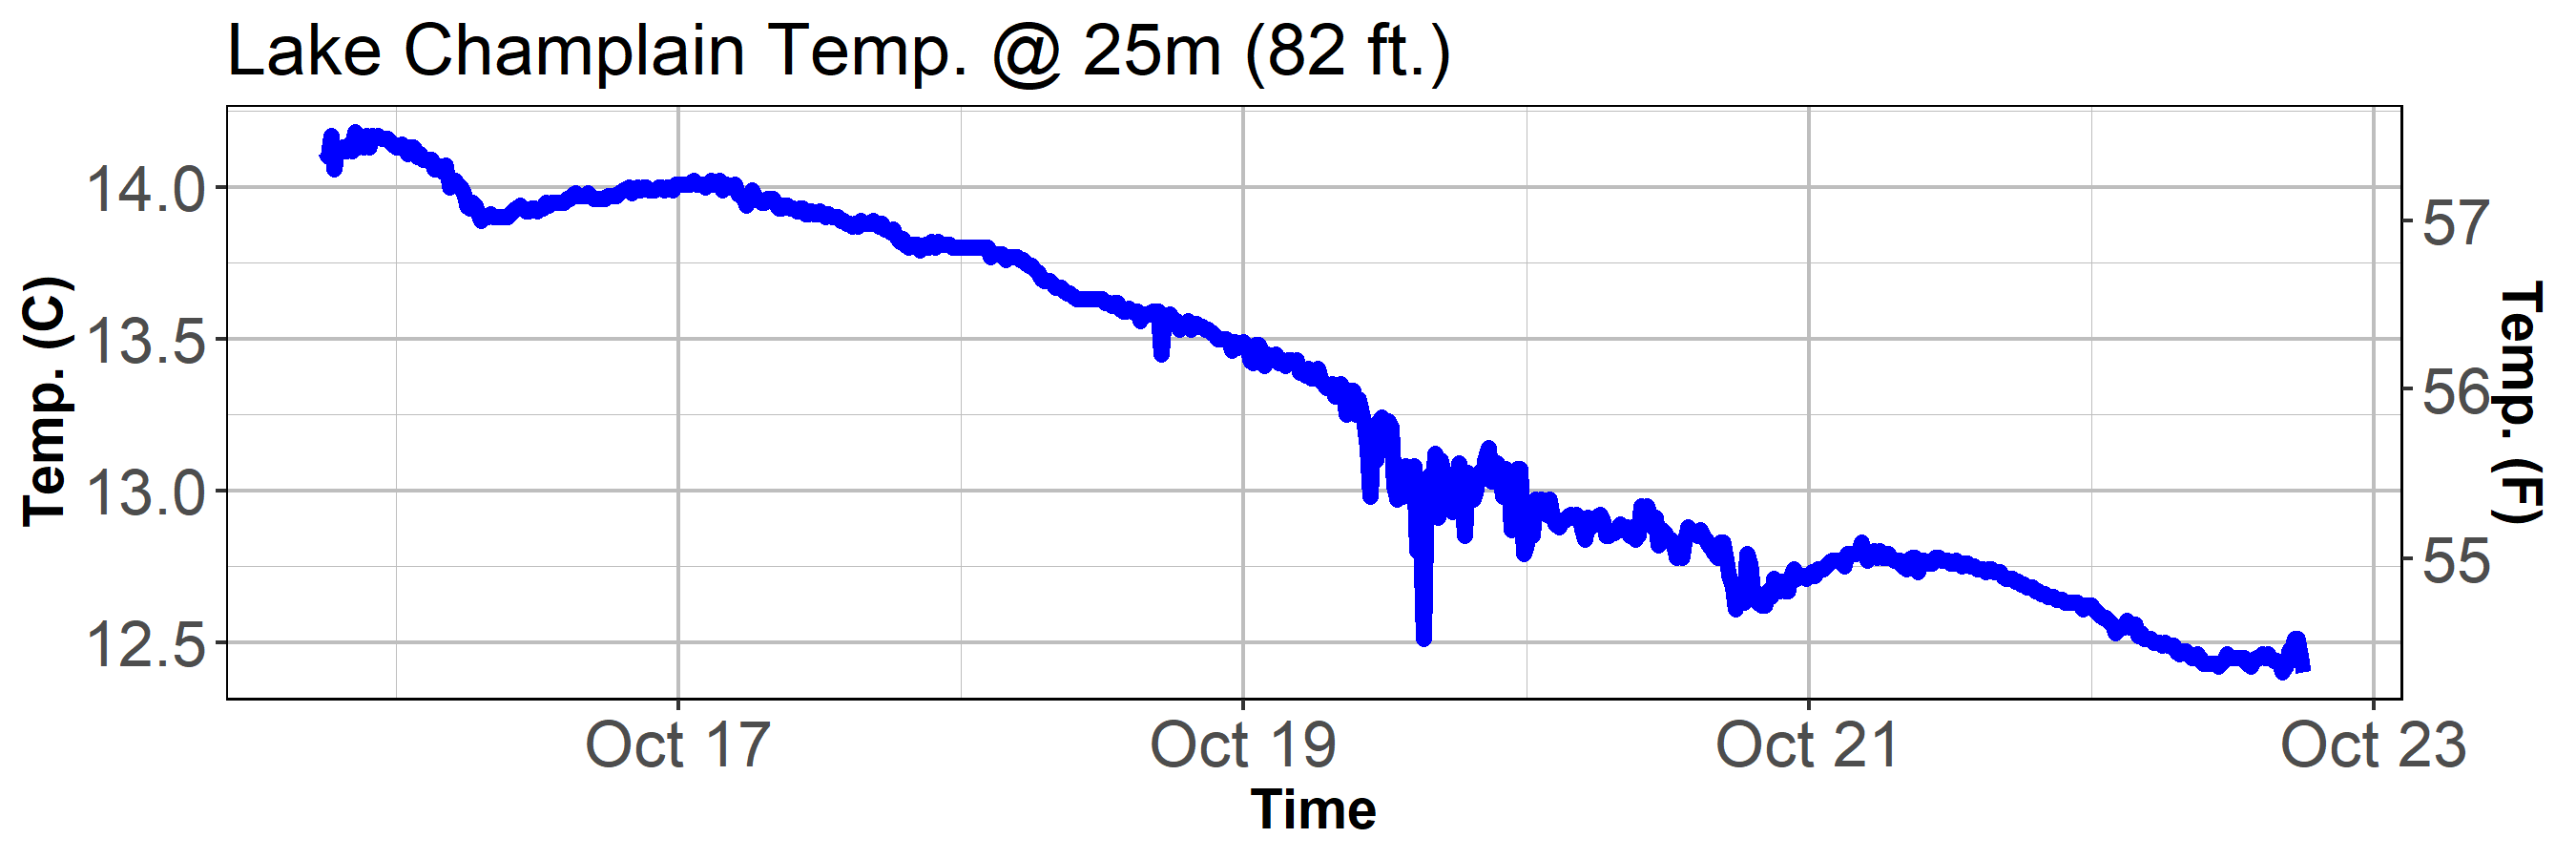 Lake Champlain Temp. @ 25m (82 ft.)
Temp. (C)
14.0
13.5
13.0
12.5
57
56
55
Temp. (F)
Oct 17
Oct 19
Oct 21
Oct 23
Time